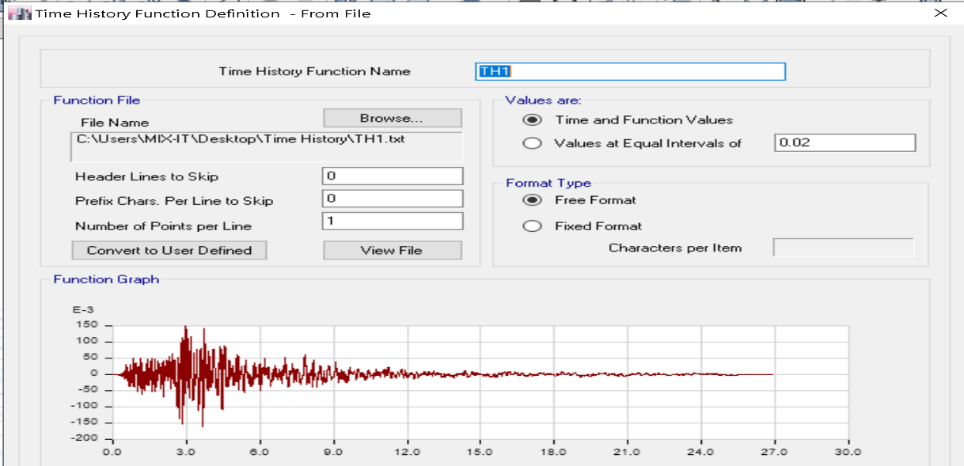 Time History Function Definition - From File
Time History Function Name TH1
Function File
File Name Browse...
C:\Users\MIX-IT\Desktop\Time History\TH1.txt
Header Lines to Skip 0
Prefix Chars. Per Line to Skip 0
Number of Points per Line 1
Convert to User Defined View File
Values are:
Time and Function Values
Values at Equal Intervals of 0.02
Format Type
Free Format
Fixed Format
Characters per Item
Function Graph
E-3
150
100
50
0
-50
-100
-150
-200
0.0 3.0 6.0 9.0 12.0 15.0 18.0 21.0 24.0 27.0 30.0